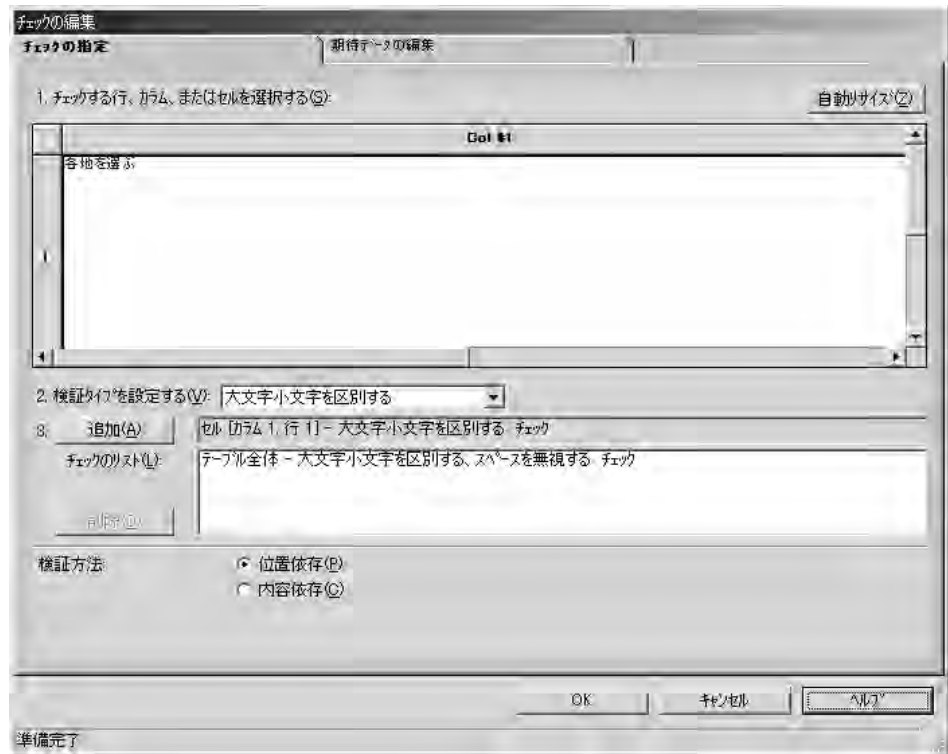 チェックの編集
チェックの指定
期待データの編集
1. チェックする行、カラム、またはセルを選択する(S):
自動リサイズ(Z)
Col #1
各地を選ぶ
1
2. 検証タイプを設定する(V):
大文字小文字を区別する
3.
追加(A)
セル [カラム 1, 行 1] - 大文字小文字を区別する チェック
チェックのリスト(L):
テーブル全体 - 大文字小文字を区別する、スペースを無視する チェック
削除(D)
検証方法
位置依存(P)
内容依存(C)
OK
キャンセル
ヘルプ
準備完了